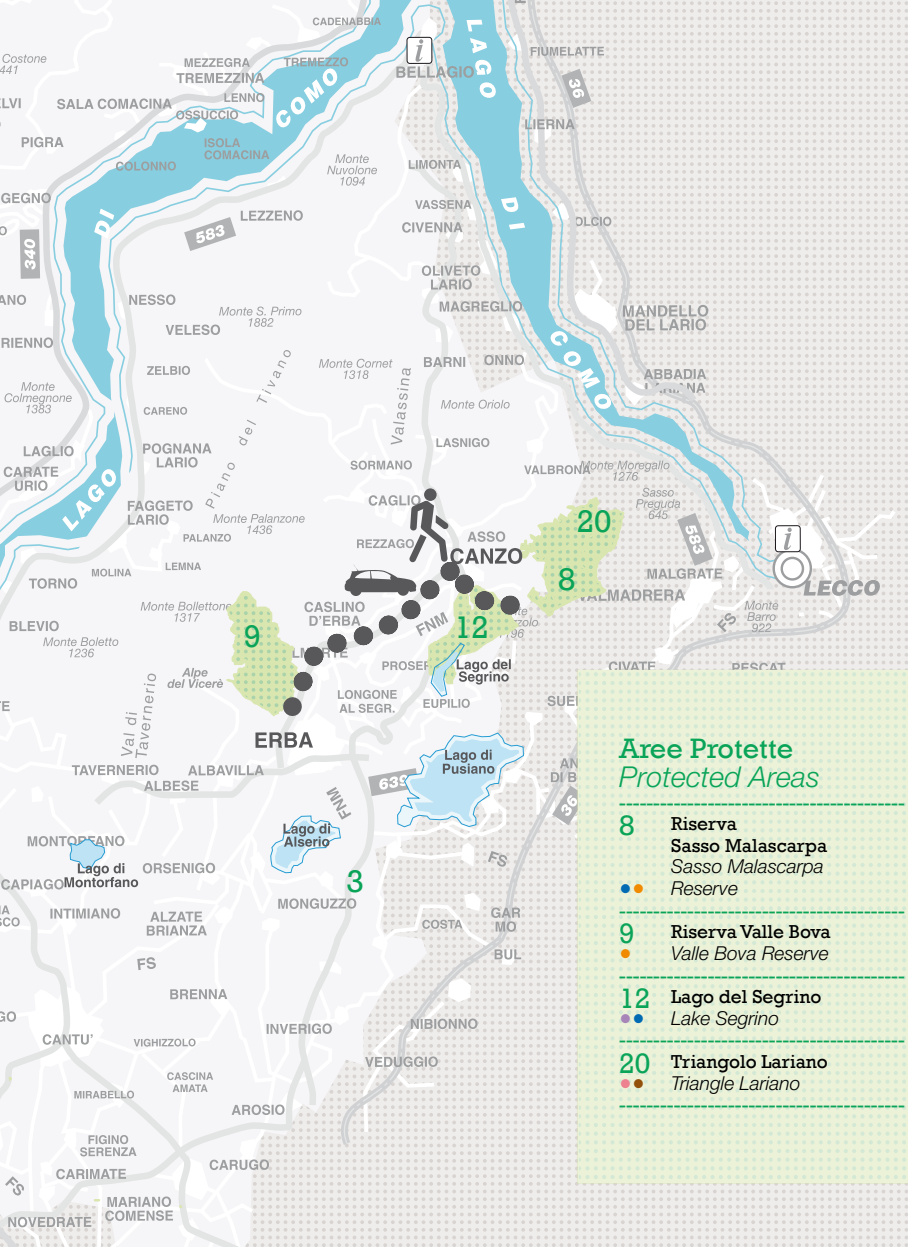 CADENABBIA
LAGO
FIUMELATTE
i
Costone
MEZZEGRA
TREMEZZO
441
TREMEZZINA
BELLAGIO
COMO
36
LENNO
SALA COMACINA
OSSUCCIO
LIERNA
PIGRA
ISOLA
COMACINA
COLONNO
Monte
Nuvolone
1094
LIMONTA
GEGNO
VASSENA
DI
LEZZENO
DI
CIVENNA
583
340
OLIVETO
LARIO
NESSO
MAGREGLIO
Monte S. Primo
1882
MANDELLO
DEL LARIO
VELESO
RIENNO
COMO
Monte Cornet
1318
BARNI
ONNO
ZELBIO
ABBADIA
LARIANA
Monte
Colmegnone
1383
Piano del Tivano
Valassina
Monte Oriolo
CARENO
LASNIGO
LAGLIO
POGNANA
LARIO
SORMANO
VALBRONA
Monte Moregallo
1276
CARATE
URIO
LAGO
Sasso
Preguda
645
CAGLIO
FAGGETO
LARIO
Monte Palanzone
1436
20
583
i
PALANZO
REZZAGO
ASSO
CANZO
LEMNA
MOLINA
TORNO
8
MALGRATE
LECCO
VALMADRERA
Monte Bollettone
1317
CASLINO
D'ERBA
FNM
12
FS
Monte
Barro
922
BLEVIO
Monte Boletto
1236
9
PROSER
Lago del
Segrino
CIVATE
PESCAT
Alpe
del Vicerè
LONGONE
AL SEGR.
EUPILIO
SUE
Val di
Tavernerio
ERBA
Lago di
Pusiano
TAVERNERIO
ALBAVILLA
ALBESE
639
AN
DI B
36
FNM
Lago di
Alserio
MONTORFANO
Lago di
Montorfano
ORSENIGO
CAPIAGO
FS
3
MONGUZZO
INTIMIANO
ALZATE
BRIANZA
COSTA
GAR
MO
BUL
FS
BRENNA
NIBIONNO
INVERIGO
CANTU'
VIGHIZZOLO
VEDUGGIO
CASCINA
AMATA
MIRABELLO
AROSIO
FIGINO
SERENZA
CARUGO
CARIMATE
FS
MARIANO
COMENSE
NOVEDRATE
Aree Protette
Protected Areas
8
Riserva
Sasso Malascarpa
Sasso Malascarpa
Reserve
9
Riserva Valle Bova
Valle Bova Reserve
12
Lago del Segrino
Lake Segrino
20
Triangolo Lariano
Triangle Lariano